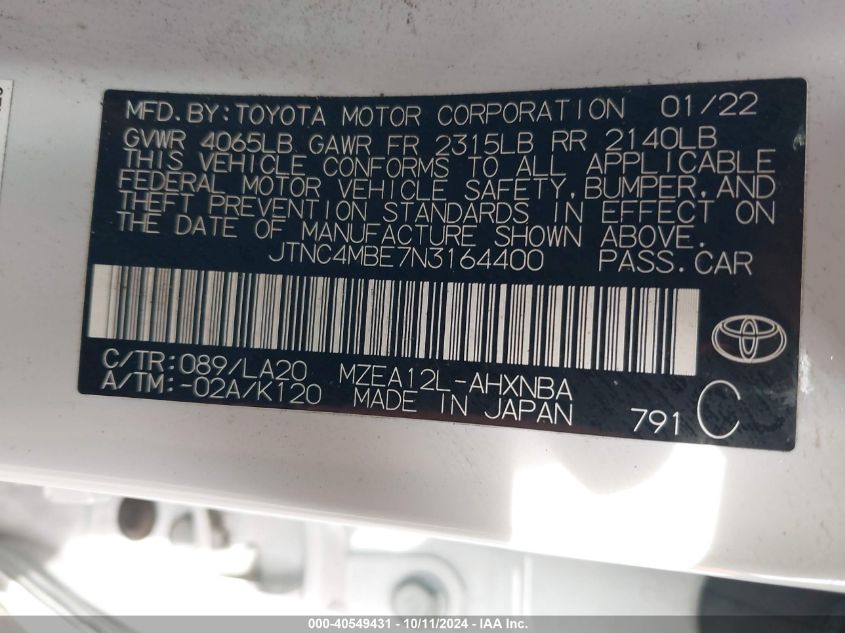 MFD. BY: TOYOTA MOTOR CORPORATION 01/22
GVWR 4065LB GAWR FR 2315LB RR 2140LB
THIS VEHICLE CONFORMS TO ALL APPLICABLE
FEDERAL MOTOR VEHICLE SAFETY, BUMPER, AND
THEFT PREVENTION STANDARDS IN EFFECT ON
THE DATE OF MANUFACTURE SHOWN ABOVE.
JTNC4MBE7N3164400 PASS. CAR
C/TR: 089/LA20 MZEA12L-AHXNBA
A/TM: -02A/K120 MADE IN JAPAN 791 C
000-40549431 - 10/11/2024 - IAA Inc.